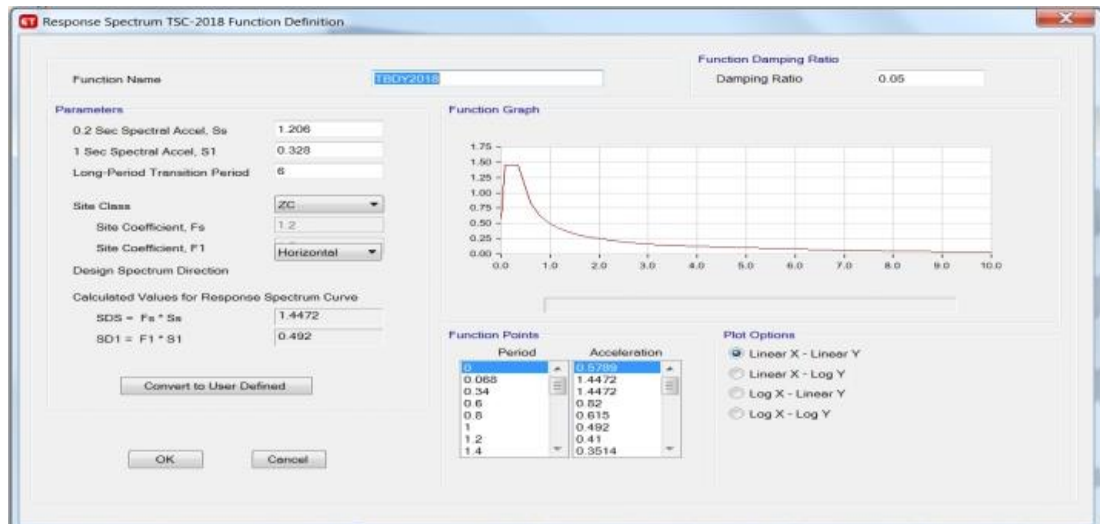 Response Spectrum TSC-2018 Function Definition
Function Name
TBDY2018
Function Damping Ratio
Damping Ratio
0.05
Parameters
0.2 Sec Spectral Accel, Ss
1.206
1 Sec Spectral Accel, S1
0.328
Long-Period Transition Period
6
Site Class
ZC
Site Coefficient, Fs
1.2
Site Coefficient, F1
Horizontal
Design Spectrum Direction
Calculated Values for Response Spectrum Curve
SDS = Fs * Ss
1.4472
SD1 = F1 * S1
0.492
Convert to User Defined
OK
Cancel
Function Graph
1.75
1.50
1.25
1.00
0.75
0.50
0.25
0.00
0.0 1.0 2.0 3.0 4.0 5.0 6.0 7.0 8.0 9.0 10.0
Function Points
Period Acceleration
0 0.5789
0.068 1.4472
0.34 1.4472
0.6 0.82
0.8 0.615
1 0.492
1.2 0.41
1.4 0.3514
Plot Options
Linear X - Linear Y
Linear X - Log Y
Log X - Linear Y
Log X - Log Y